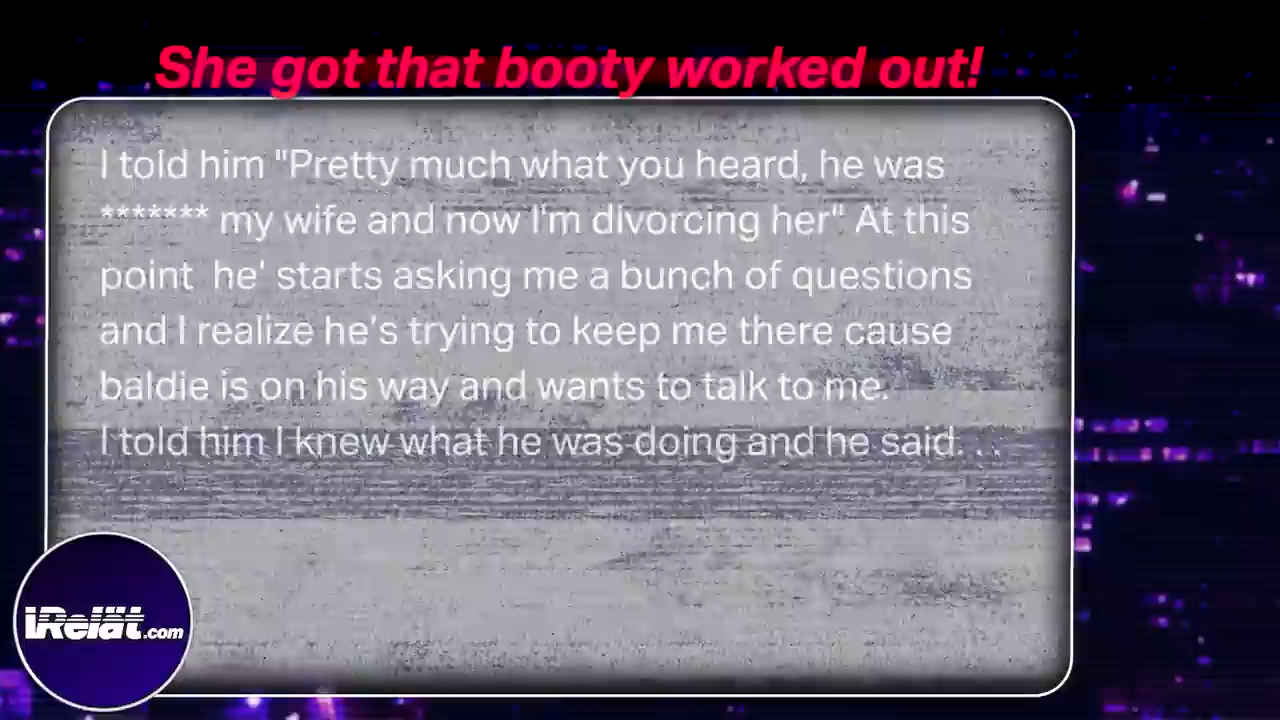 She got that booty worked out!
I told him "Pretty much what you heard, he was
******* my wife and now I'm divorcing her". At this
point  he' starts asking me a bunch of questions
and I realize he's trying to keep me there cause
baldie is on his way and wants to talk to me.
I told him I knew what he was doing and he said. . .
iRelat.com